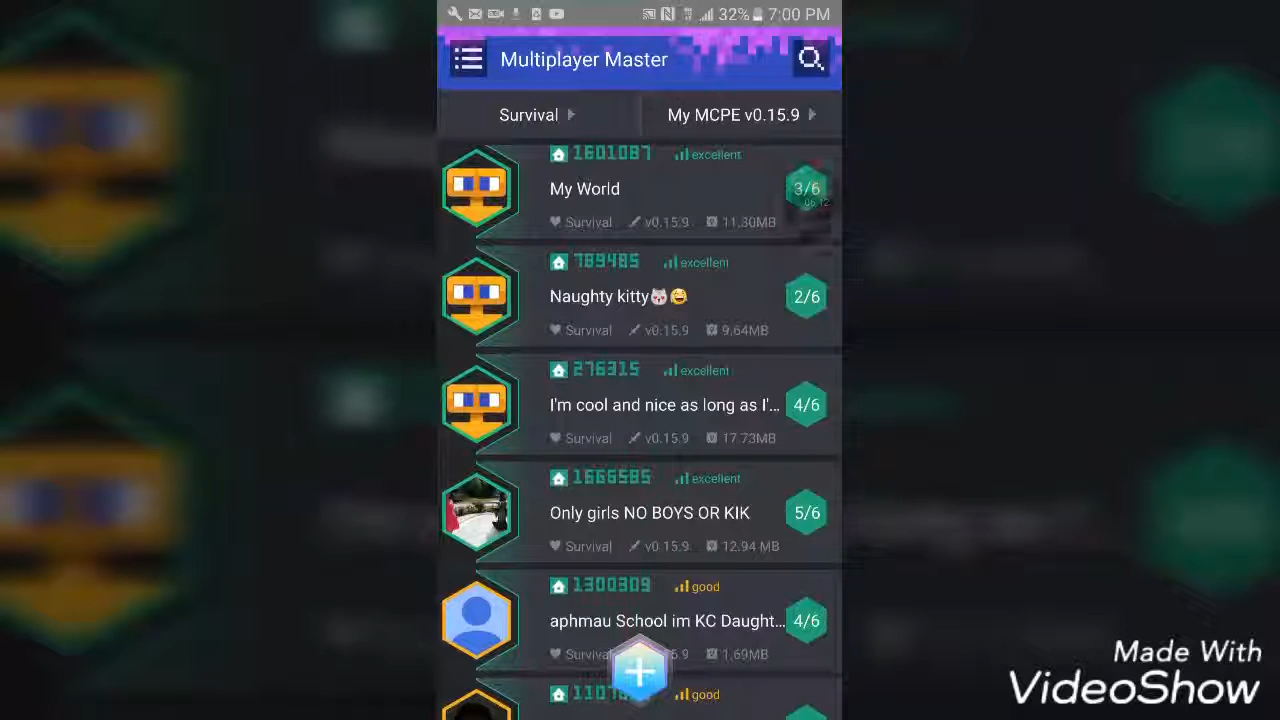 32% 7:00 PM
Multiplayer Master
Survival My MCPE v0.15.9
1601087 excellent
My World 3/6
06:12
Survival v0.15.9 11.30MB
789485 excellent
Naughty kitty😹😅 2/6
Survival v0.15.9 9.64MB
276315 excellent
I'm cool and nice as long as I'... 4/6
Survival v0.15.9 17.73MB
1666585 excellent
Only girls NO BOYS OR KIK 5/6
Survival v0.15.9 12.94 MB
1300309 good
aphmau School im KC Daught... 4/6
Survival 5.9 1.69MB
good
Made With
VideoShow